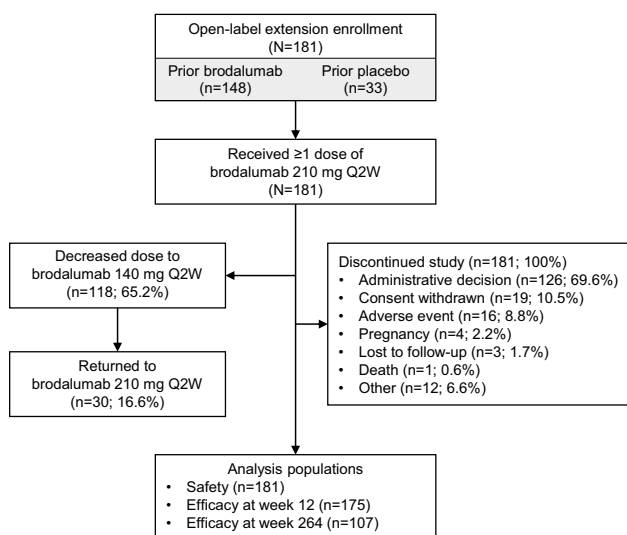 Open-label extension enrollment
(N=181)
Prior brodalumab
(n=148)
Prior placebo
(n=33)
Received ≥1 dose of
brodalumab 210 mg Q2W
(N=181)
Decreased dose to
brodalumab 140 mg Q2W
(n=118; 65.2%)
Returned to
brodalumab 210 mg Q2W
(n=30; 16.6%)
Discontinued study (n=181; 100%)
• Administrative decision (n=126; 69.6%)
• Consent withdrawn (n=19; 10.5%)
• Adverse event (n=16; 8.8%)
• Pregnancy (n=4; 2.2%)
• Lost to follow-up (n=3; 1.7%)
• Death (n=1; 0.6%)
• Other (n=12; 6.6%)
Analysis populations
• Safety (n=181)
• Efficacy at week 12 (n=175)
• Efficacy at week 264 (n=107)